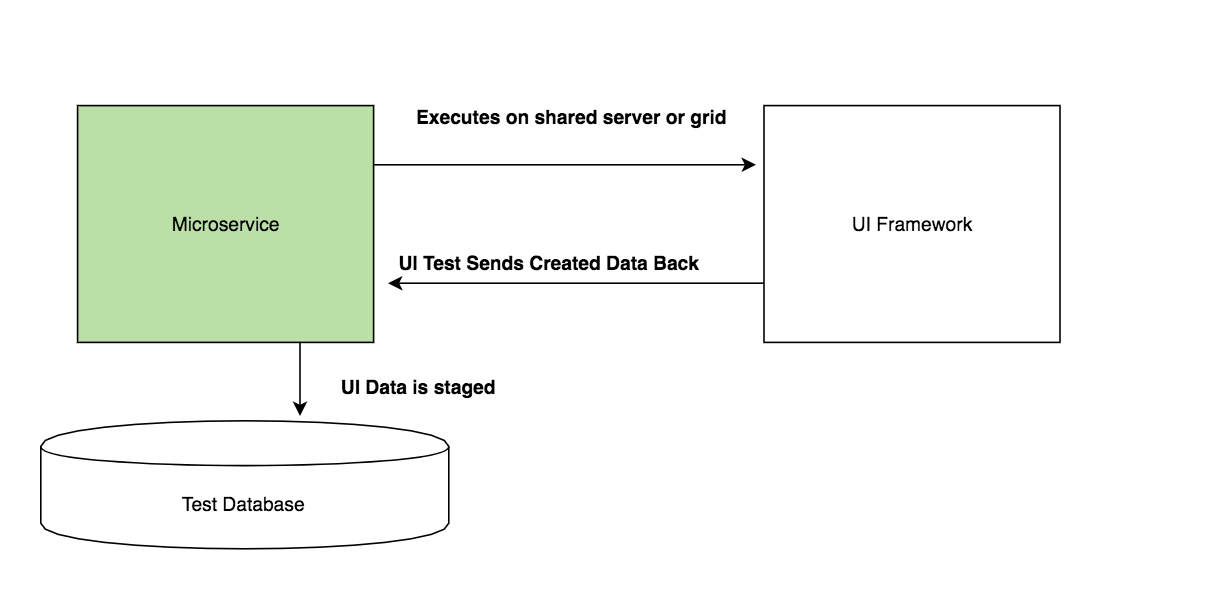 Executes on shared server or grid
Microservice
UI Framework
UI Test Sends Created Data Back
UI Data is staged
Test Database